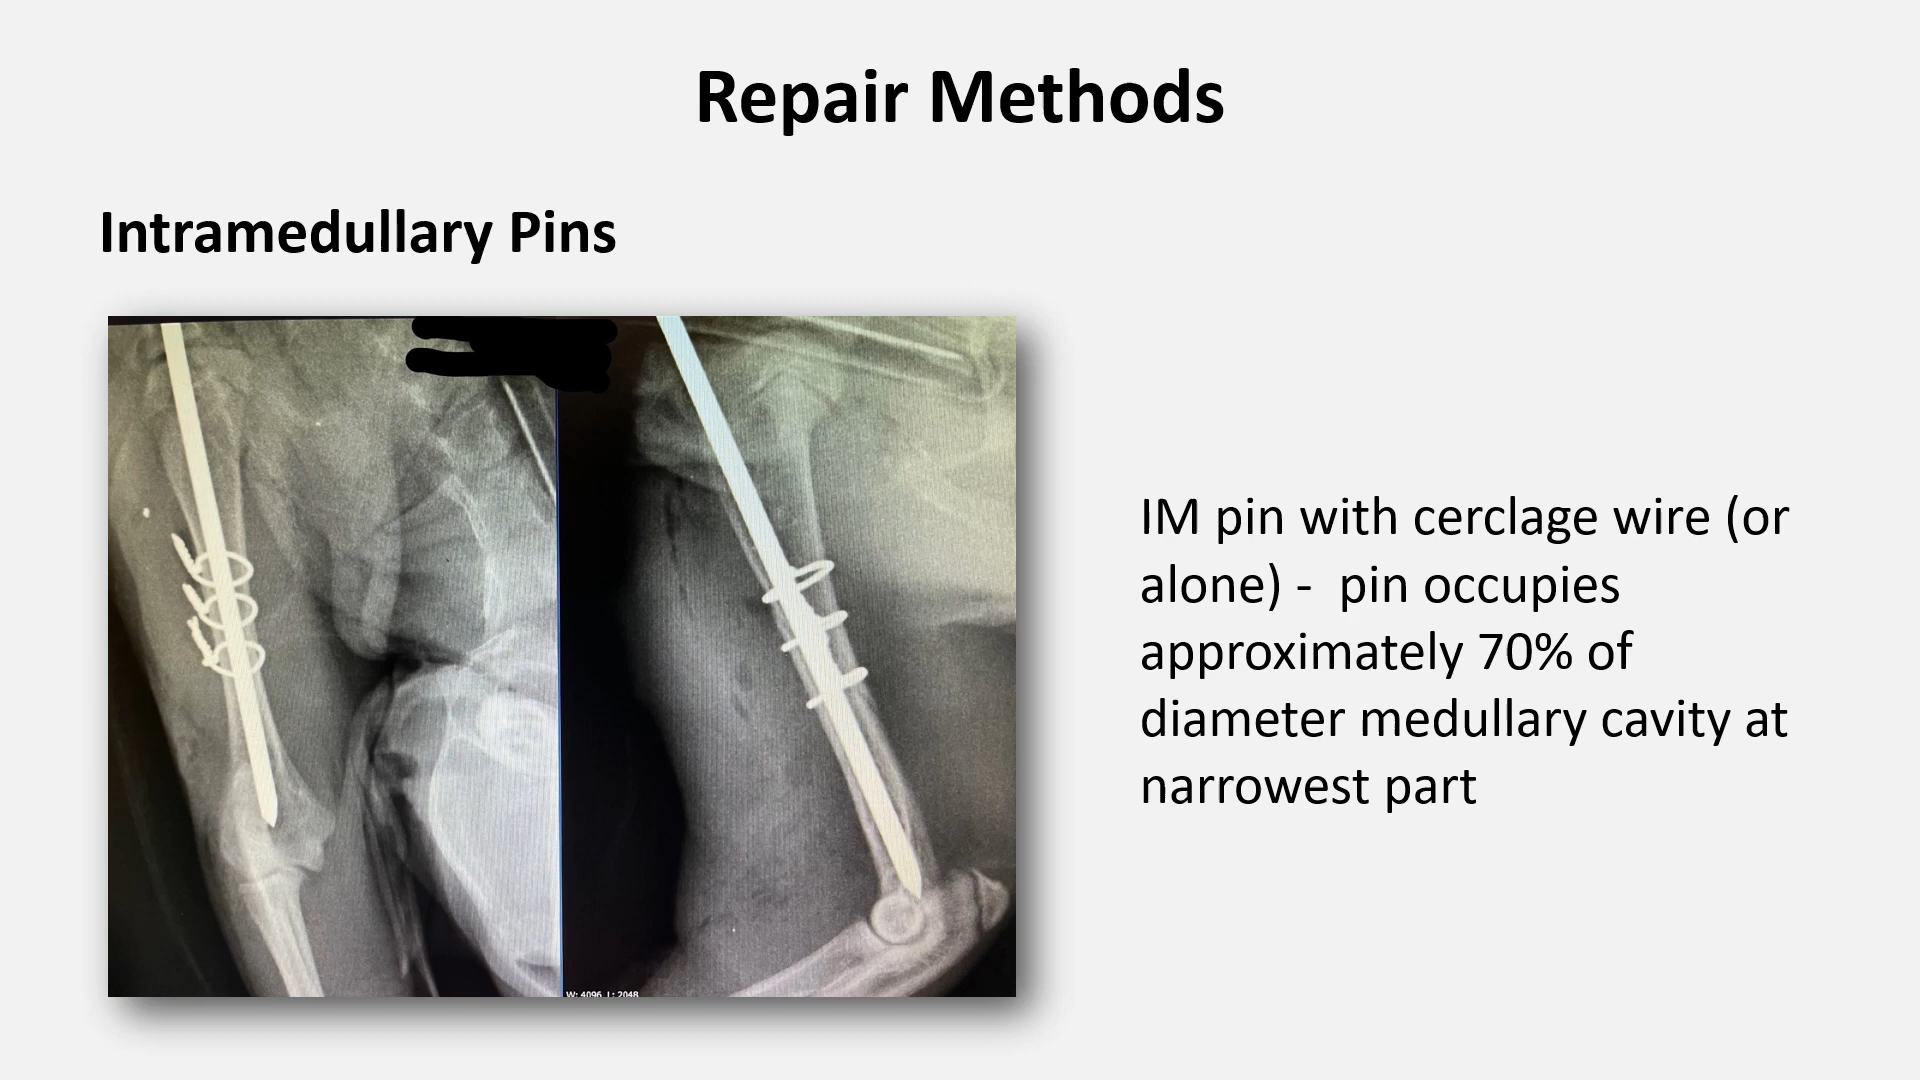 Repair Methods
Intramedullary Pins
IM pin with cerclage wire (or
alone) -  pin occupies
approximately 70% of
diameter medullary cavity at
narrowest part
W: 4096 L: 2048